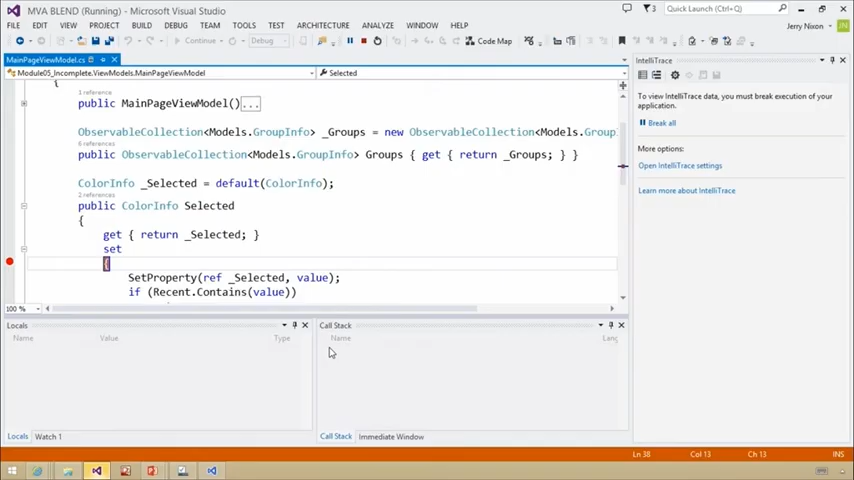 MVA BLEND (Running) - Microsoft Visual Studio
3
Quick Launch (Ctrl+Q)
FILE EDIT VIEW PROJECT BUILD DEBUG TEAM TOOLS TEST ARCHITECTURE ANALYZE WINDOW HELP
Jerry Nixon
JN
Continue
Debug
Code Map
MainPageViewModel.cs
Module05_Incomplete.ViewModels.MainPageViewModel
Selected
1 reference
public MainPageViewModel()...
ObservableCollection<Models.GroupInfo> _Groups = new ObservableCollection<Models.GroupI
6 references
public ObservableCollection<Models.GroupInfo> Groups { get { return _Groups; } }
ColorInfo _Selected = default(ColorInfo);
2 references
public ColorInfo Selected
{
get { return _Selected; }
set
{
SetProperty(ref _Selected, value);
if (Recent.Contains(value))
100 %
IntelliTrace
To view IntelliTrace data, you must break execution of your
application.
Break all
More options:
Open IntelliTrace settings
Learn more about IntelliTrace
Locals
Name Value Type
Locals Watch 1
Call Stack
Name Lang
Call Stack Immediate Window
Ln 38 Col 13 Ch 13 INS